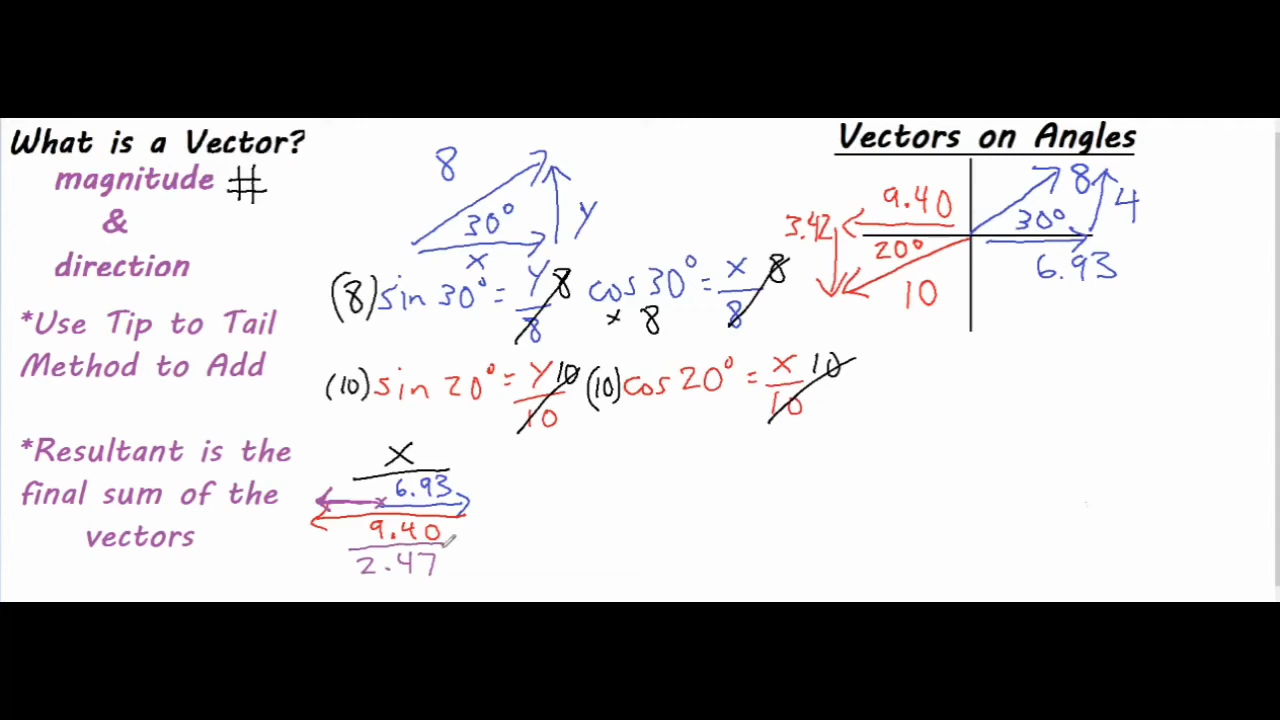 What is a Vector?
magnitude #
&
direction
*Use Tip to Tail
Method to Add
*Resultant is the
final sum of the
vectors
8
30°
y
x
(8) sin 30° = y 8
8
cos 30° = x 8
x 8
8
(10) sin 20° = y 10
10
(10) cos 20° = x 10
10
x
6.93
9.40
2.47
Vectors on Angles
9.40
8
3.42
30°
4
20°
6.93
10